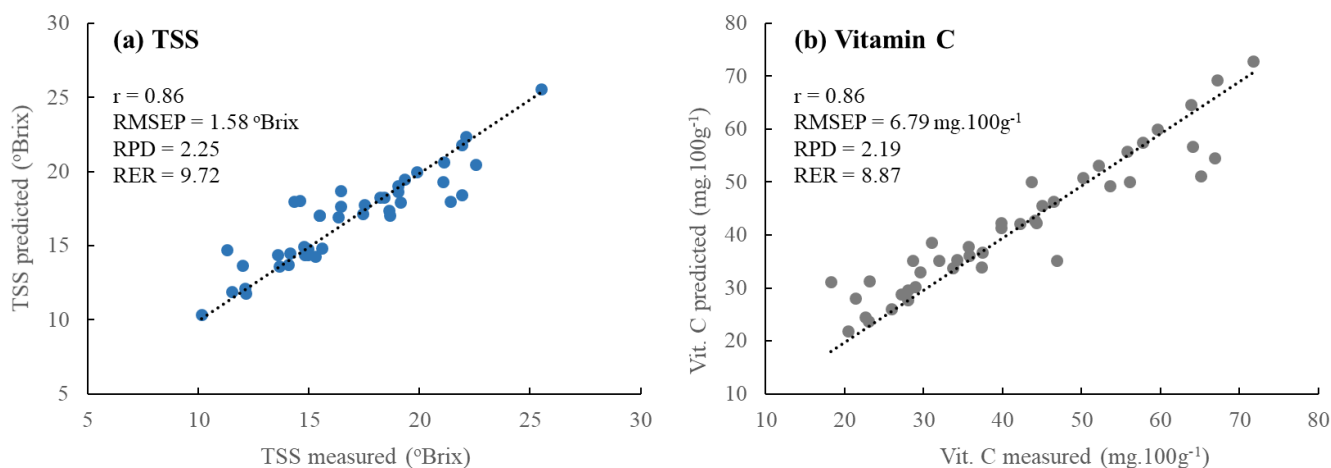 (a) TSS
r = 0.86
RMSEP = 1.58 ᵒBrix
RPD = 2.25
RER = 9.72
TSS predicted (ᵒBrix)
30
25
20
15
10
5
5 10 15 20 25 30
TSS measured (ᵒBrix)
(b) Vitamin C
r = 0.86
RMSEP = 6.79 mg.100g⁻¹
RPD = 2.19
RER = 8.87
Vit. C predicted (mg.100g⁻¹)
80
70
60
50
40
30
20
10
10 20 30 40 50 60 70 80
Vit. C measured (mg.100g⁻¹)